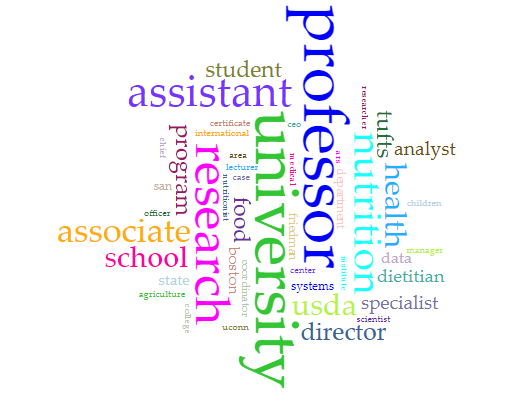 professor
student
assistant
researcher
certificate
ceo
university
international
tufts
program
chief
area
research
medical
ars
nutrition
analyst
lecturer
case
department
health
san
nutritionist
food
children
officer
friedman
associate
school
boston
coordinator
center
institute
manager
data
state
systems
dietitian
agriculture
usda
specialist
college
uconn
scientist
director